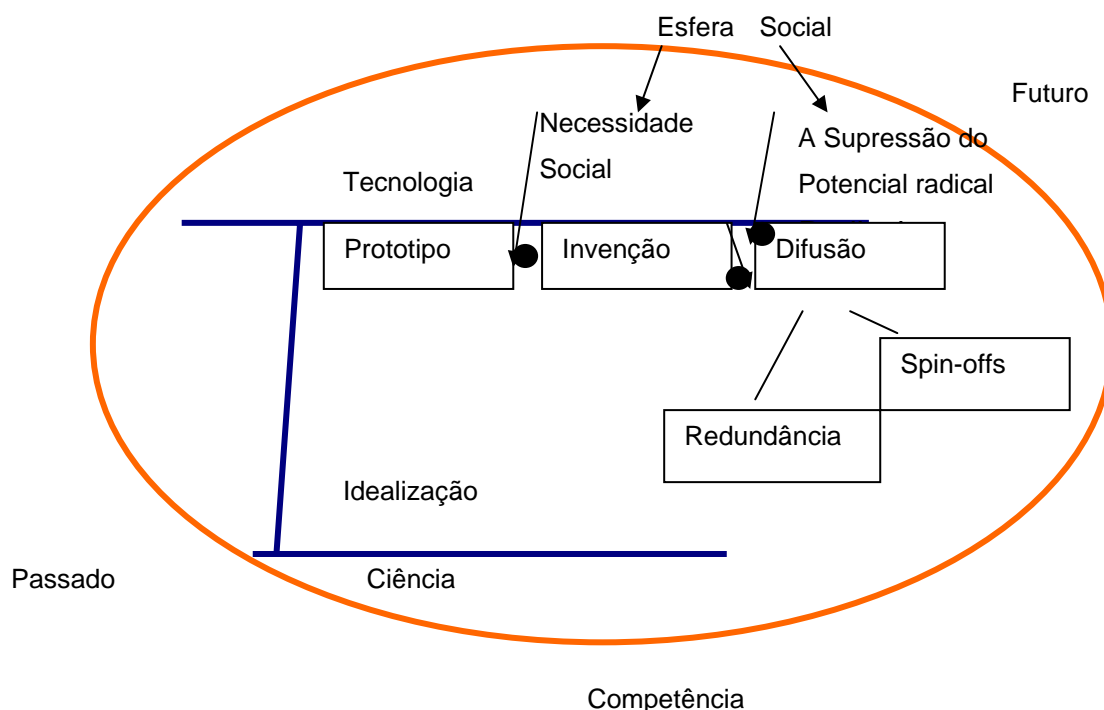 Esfera Social
Futuro
Necessidade
Social
A Supressão do
Potencial radical
Tecnologia
Prototipo
Invenção
Difusão
Spin-offs
Redundância
Idealização
Passado
Ciência
Competência